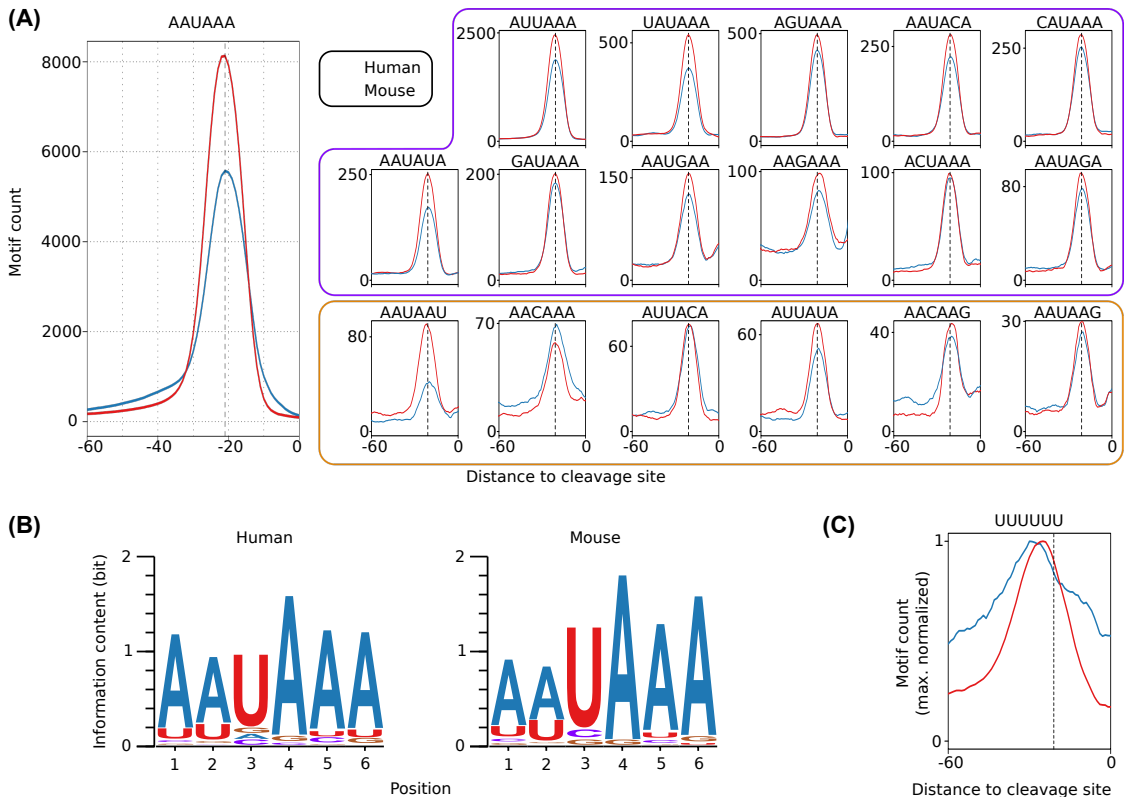 (A)
AAUAAA
Motif count
8000
6000
4000
2000
0
-60 -40 -20 0
Human
Mouse
AUUAAA UAUAAA AGUAAA AAUACA CAUAAA
2500 0
500 0
500 0
250 0
250 0
AAUAUA GAUAAA AAUGAA AAGAAA ACUAAA AAUAGA
250 0
200 0
150 0
100 0
100 0
80 0
AAUAAU AACAAA AUUACA AUUAUA AACAAG AAUAAG
80 0
70 0
60 0
60 0
40 0
30 0
-60 0 -60 0 -60 0 -60 0 -60 0 -60 0
Distance to cleavage site
(B)
Human
Information content (bit)
2
1
0
A A U A A A
1 2 3 4 5 6
Mouse
2
1
0
A A U A A A
1 2 3 4 5 6
Position
(C)
UUUUUU
Motif count
(max. normalized)
1
0
-60 0
Distance to cleavage site